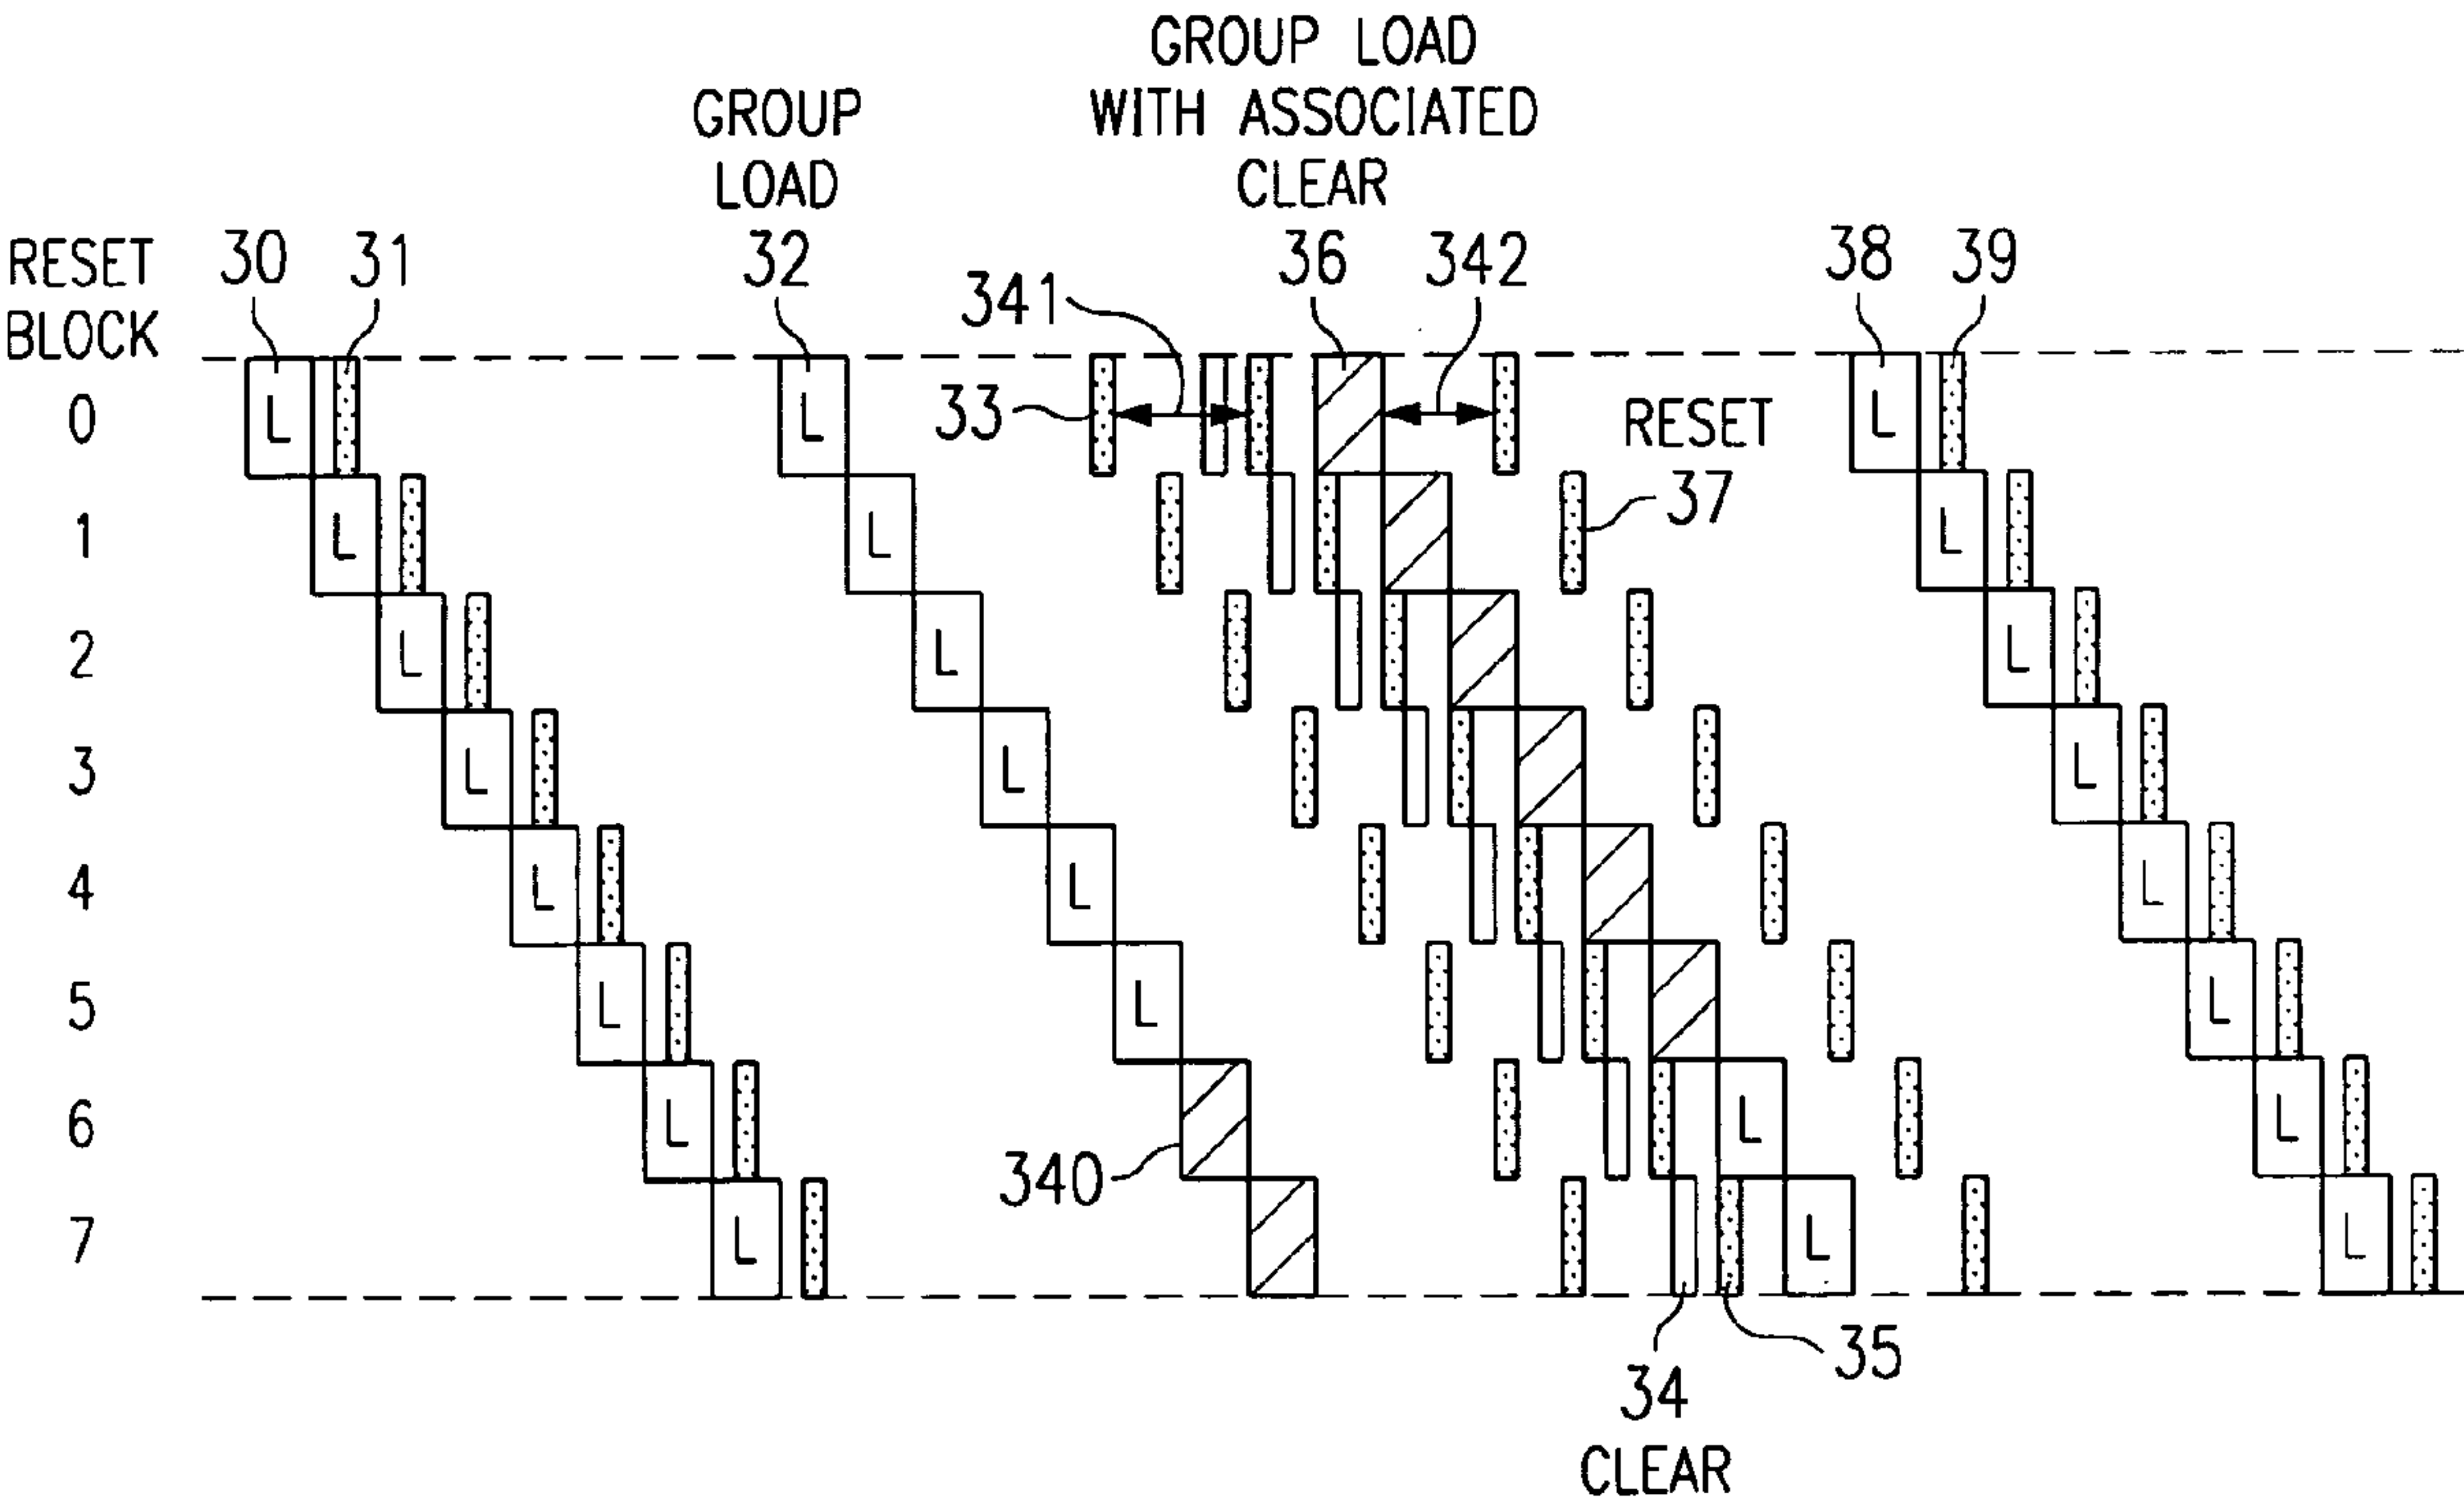 GROUP LOAD
WITH ASSOCIATED
CLEAR
GROUP
LOAD
RESET
BLOCK
30
31
32
341
36
342
38
39
33
RESET
37
0
L
L
L
1
L
L
L
2
L
L
L
3
L
L
L
4
L
L
L
5
L
L
L
6
L
L
L
340
7
L
L
L
34
CLEAR
35